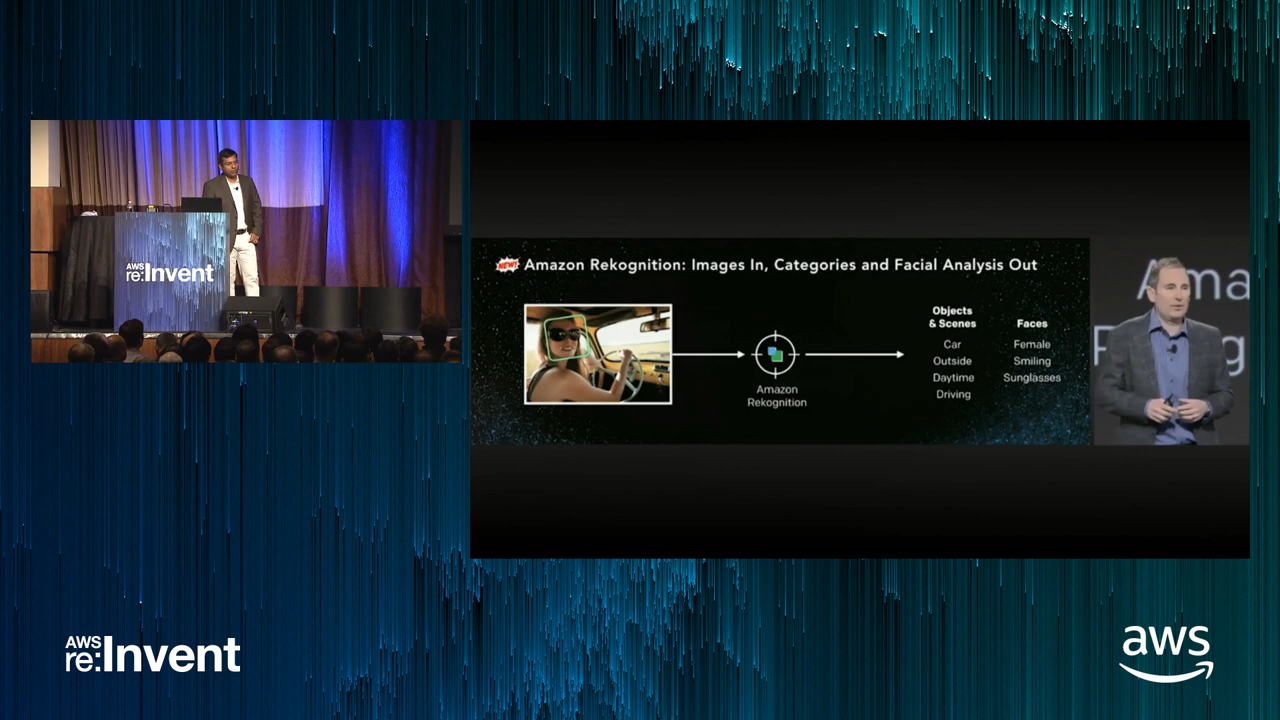 AWS
re:Invent
NEW!
Amazon Rekognition: Images In, Categories and Facial Analysis Out
Objects
& Scenes
Car
Outside
Daytime
Driving
Faces
Female
Smiling
Sunglasses
Amazon
Rekognition
Ama
AWS
re:Invent
aws